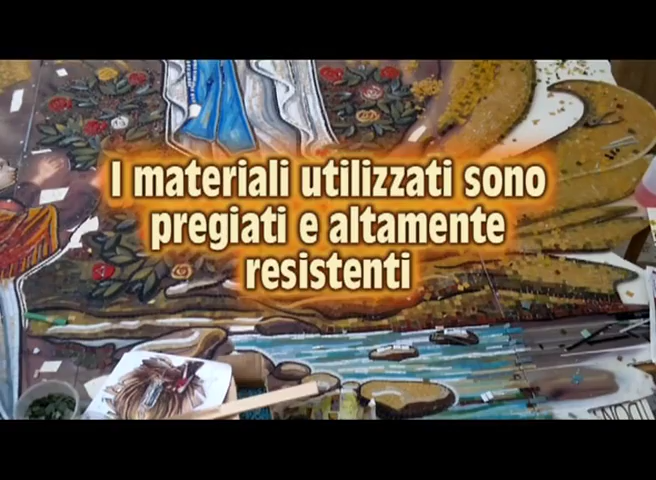 I materiali utilizzati sono
pregiati e altamente
resistenti